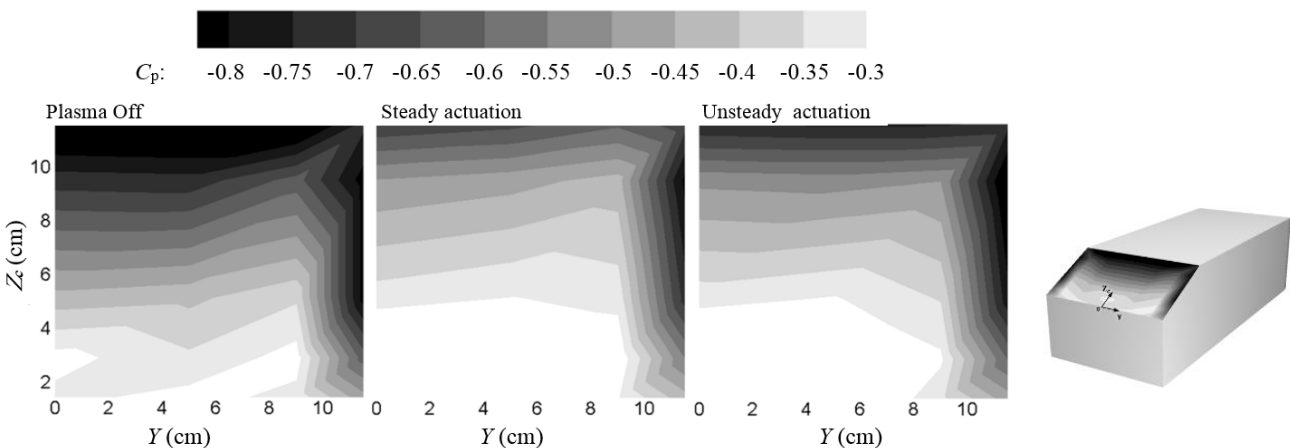 Cp: -0.8 -0.75 -0.7 -0.65 -0.6 -0.55 -0.5 -0.45 -0.4 -0.35 -0.3
Plasma Off Steady actuation Unsteady actuation
10
8
6
4
2
Zc (cm)
0 2 4 6 8 10 0 2 4 6 8 10 0 2 4 6 8 10
Y (cm) Y (cm) Y (cm)
Zc
0 Y